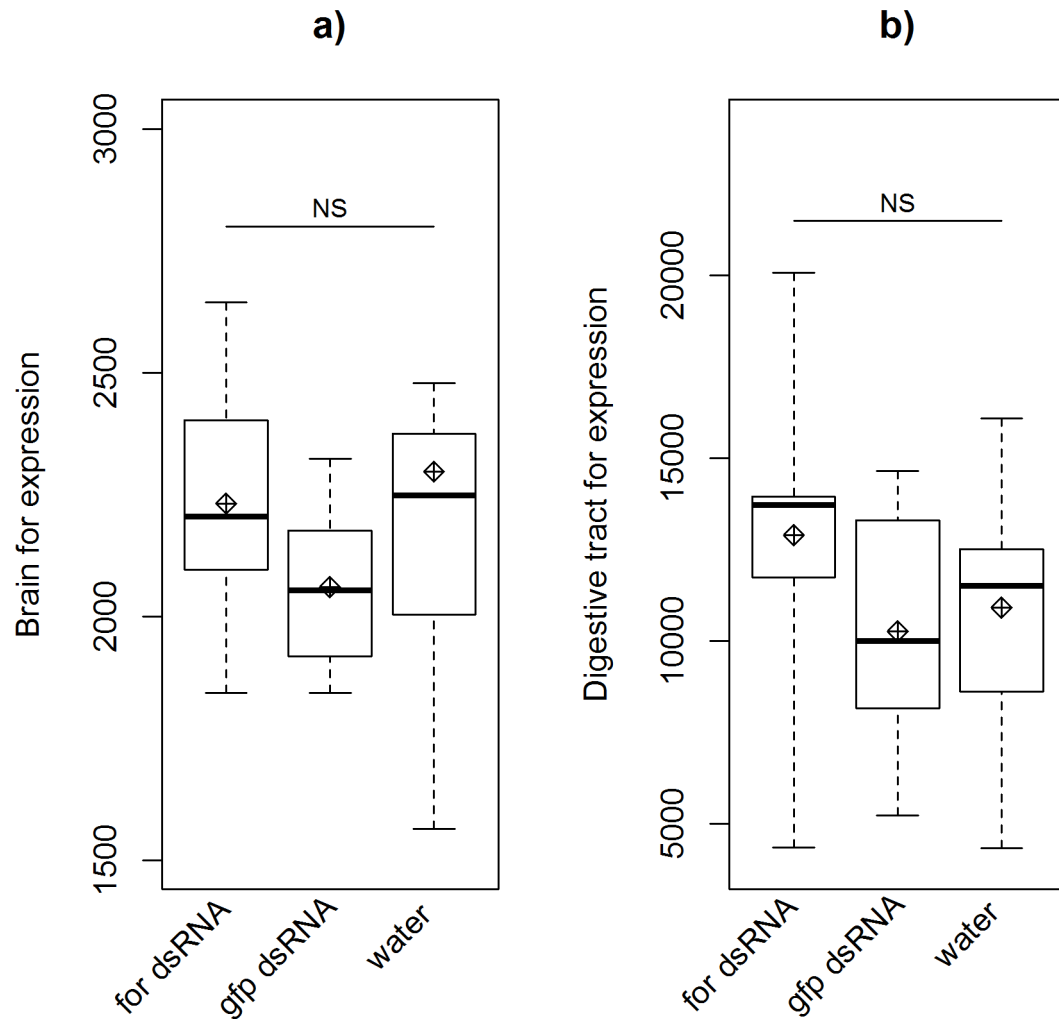 a)
Brain for expression
3000
2500
2000
1500
NS
for dsRNA
gfp dsRNA
water
b)
Digestive tract for expression
20000
15000
10000
5000
NS
for dsRNA
gfp dsRNA
water